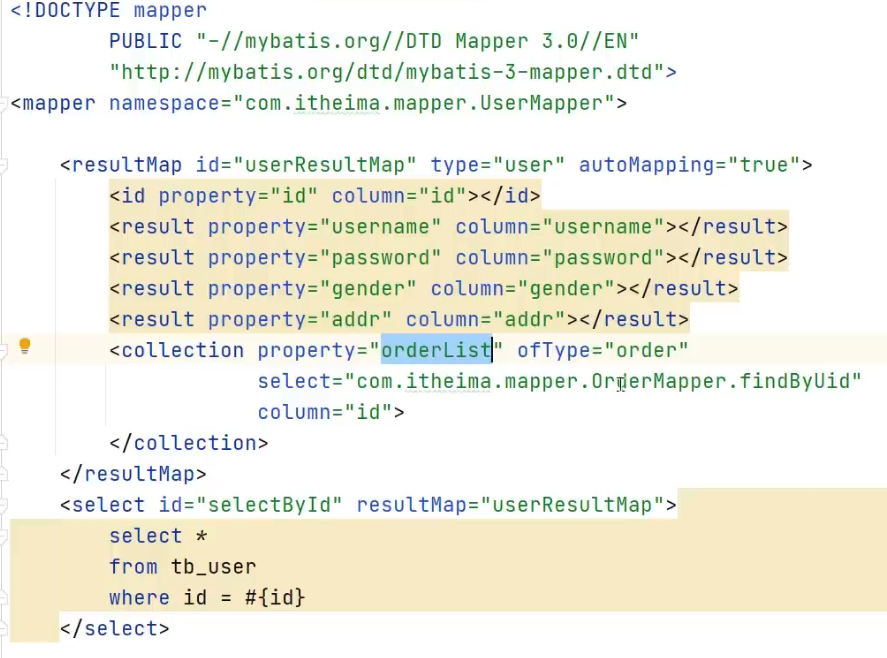 <!DOCTYPE mapper
        PUBLIC "-//mybatis.org//DTD Mapper 3.0//EN"
        "http://mybatis.org/dtd/mybatis-3-mapper.dtd">
<mapper namespace="com.itheima.mapper.UserMapper">
    <resultMap id="userResultMap" type="user" autoMapping="true">
        <id property="id" column="id"></id>
        <result property="username" column="username"></result>
        <result property="password" column="password"></result>
        <result property="gender" column="gender"></result>
        <result property="addr" column="addr"></result>
        <collection property="orderList" ofType="order"
                    select="com.itheima.mapper.OrderMapper.findByUid"
                    column="id">
        </collection>
    </resultMap>
    <select id="selectById" resultMap="userResultMap">
        select *
        from tb_user
        where id = #{id}
    </select>